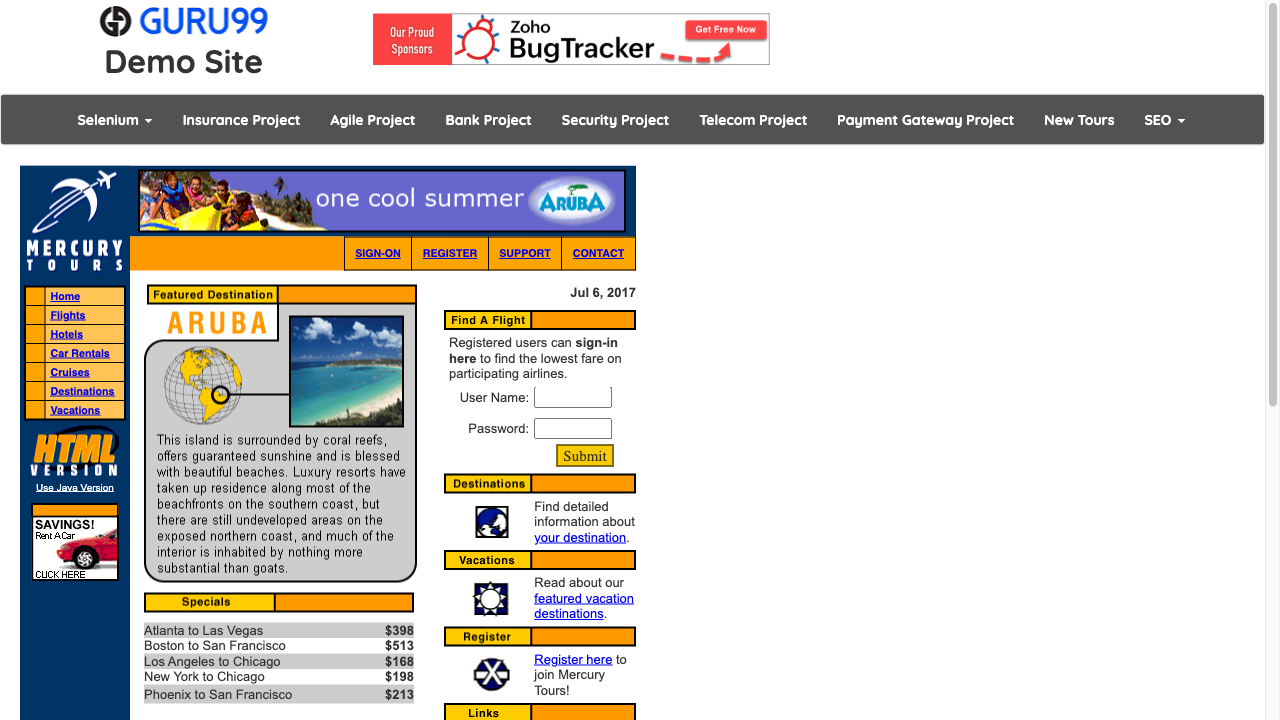 GURU99
Demo Site
Our Proud
Sponsors
Zoho
BugTracker
Get Free Now
Selenium
Insurance Project
Agile Project
Bank Project
Security Project
Telecom Project
Payment Gateway Project
New Tours
SEO
MERCURY
TOURS
one cool summer
ARUBA
SIGN-ON
REGISTER
SUPPORT
CONTACT
Home
Flights
Hotels
Car Rentals
Cruises
Destinations
Vacations
HTML
VERSION
Use Java Version
SAVINGS!
Rent A Car
CLICK HERE
Featured Destination
ARUBA
This island is surrounded by coral reefs,
offers guaranteed sunshine and is blessed
with beautiful beaches. Luxury resorts have
taken up residence along most of the
beachfronts on the southern coast, but
there are still undeveloped areas on the
exposed northern coast, and much of the
interior is inhabited by nothing more
substantial than goats.
Specials
Atlanta to Las Vegas $398
Boston to San Francisco $513
Los Angeles to Chicago $168
New York to Chicago $198
Phoenix to San Francisco $213
Jul 6, 2017
Find A Flight
Registered users can sign-in
here to find the lowest fare on
participating airlines.
User Name:
Password:
Submit
Destinations
Find detailed
information about
your destination.
Vacations
Read about our
featured vacation
destinations.
Register
Register here to
join Mercury
Tours!
Links